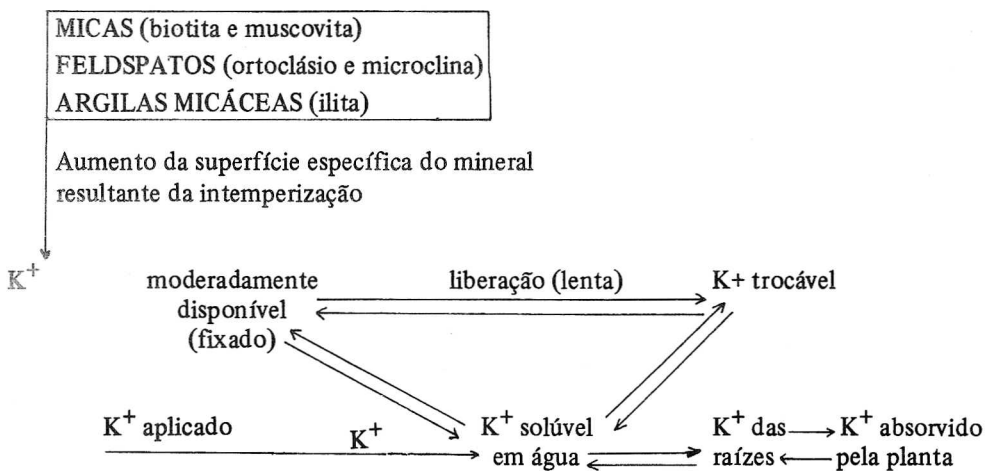 MICAS (biotita e muscovita)
FELDSPATOS (ortoclásio e microclina)
ARGILAS MICÁCEAS (ilita)
Aumento da superfície específica do mineral
resultante da intemperização
K+
moderadamente
disponível
(fixado)
liberação (lenta)
K+ trocável
K+ aplicado
K+
K+ solúvel
em água
K+ das
raízes
K+ absorvido
pela planta